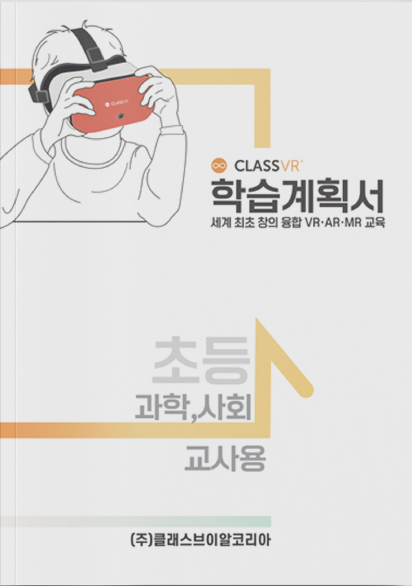 CLASSVR
CLASSVR™
학습계획서
세계 최초 창의 융합 VR·AR·MR 교육
초등
과학,사회
교사용
(주)클래스브이알코리아